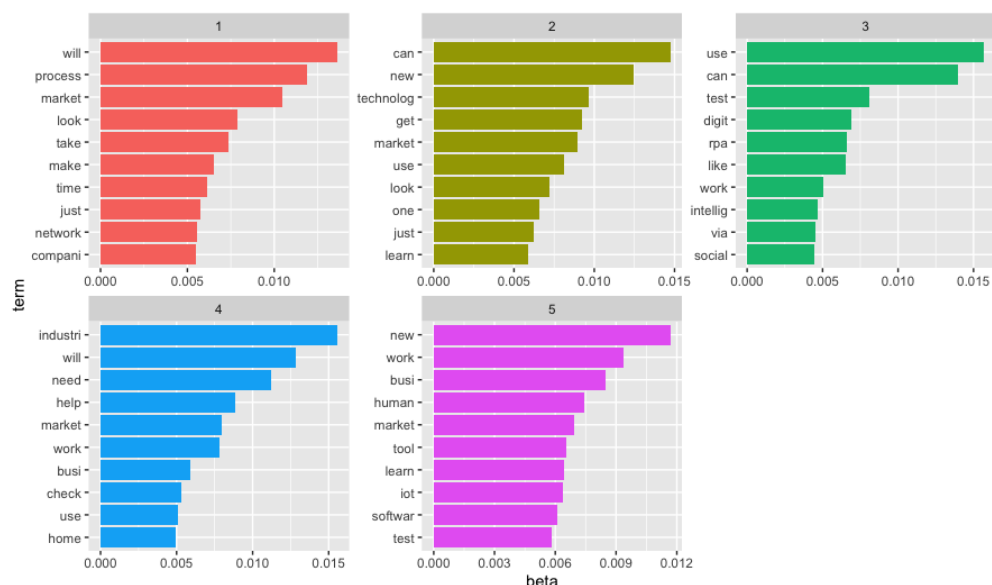 1
will
process
market
look
take
make
time
just
network
compani
0.000 0.005 0.010
2
can
new
technolog
get
market
use
look
one
just
learn
0.000 0.005 0.010 0.015
3
use
can
test
digit
rpa
like
work
intellig
via
social
0.000 0.005 0.010 0.015
term
4
industri
will
need
help
market
work
busi
check
use
home
0.000 0.005 0.010 0.015
5
new
work
busi
human
market
tool
learn
iot
softwar
test
0.000 0.003 0.006 0.009 0.012
beta